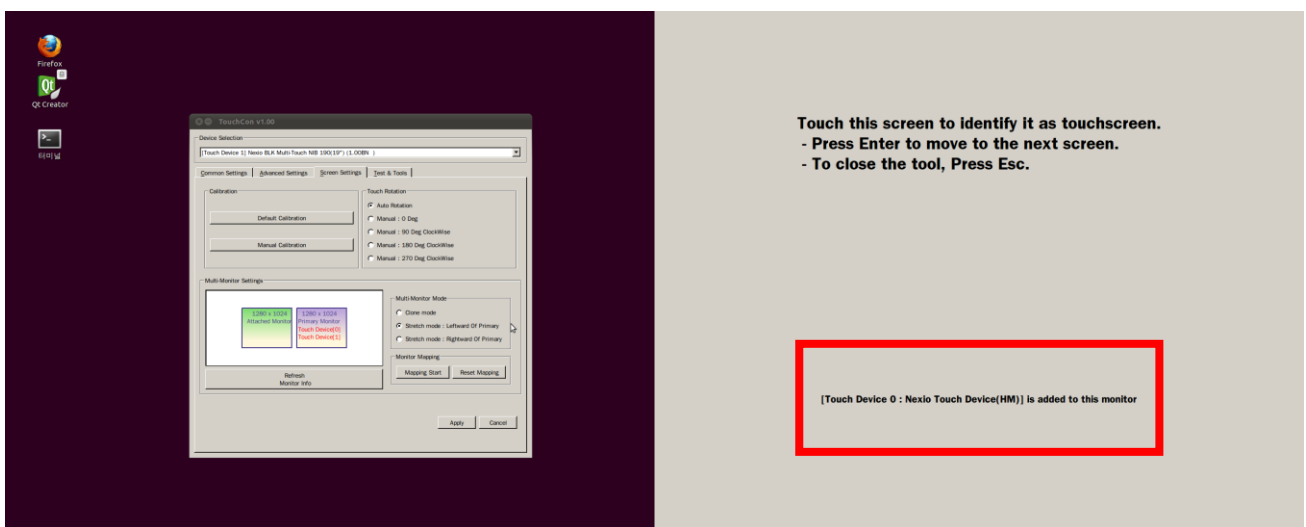 Firefox
Qt
Qt Creator
>_
터미널
TouchCon v1.00
Device Selection
[Touch Device 1] Nexio BLK Multi-Touch NIB 190(19") (1.00BN )
Common Settings
Advanced Settings
Screen Settings
Test & Tools
Calibration
Default Calibration
Manual Calibration
Touch Rotation
Auto Rotation
Manual : 0 Deg
Manual : 90 Deg ClockWise
Manual : 180 Deg ClockWise
Manual : 270 Deg ClockWise
Multi-Monitor Settings
1280 x 1024
Attached Monitor
1280 x 1024
Primary Monitor
Touch Device(0)
Touch Device(1)
Refresh
Monitor Info
Multi-Monitor Mode
Clone mode
Stretch mode : Leftward Of Primary
Stretch mode : Rightward Of Primary
Monitor Mapping
Mapping Start
Reset Mapping
Apply
Cancel
Touch this screen to identify it as touchscreen.
- Press Enter to move to the next screen.
- To close the tool, Press Esc.
[Touch Device 0 : Nexio Touch Device(HM)] is added to this monitor